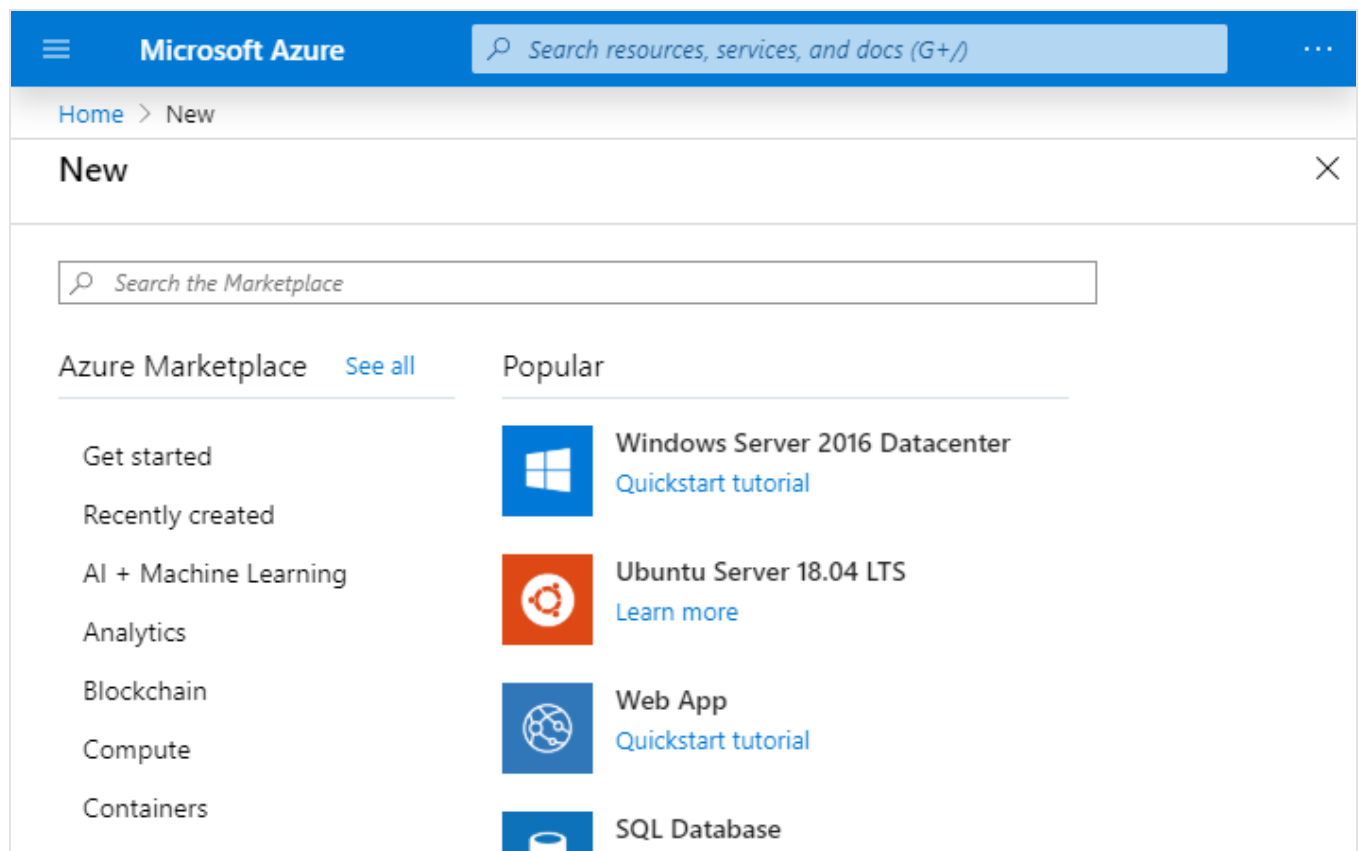 Microsoft Azure
Search resources, services, and docs (G+/)
Home > New
New
Search the Marketplace
Azure Marketplace See all
Get started
Recently created
AI + Machine Learning
Analytics
Blockchain
Compute
Containers
Popular
Windows Server 2016 Datacenter
Quickstart tutorial
Ubuntu Server 18.04 LTS
Learn more
Web App
Quickstart tutorial
SQL Database